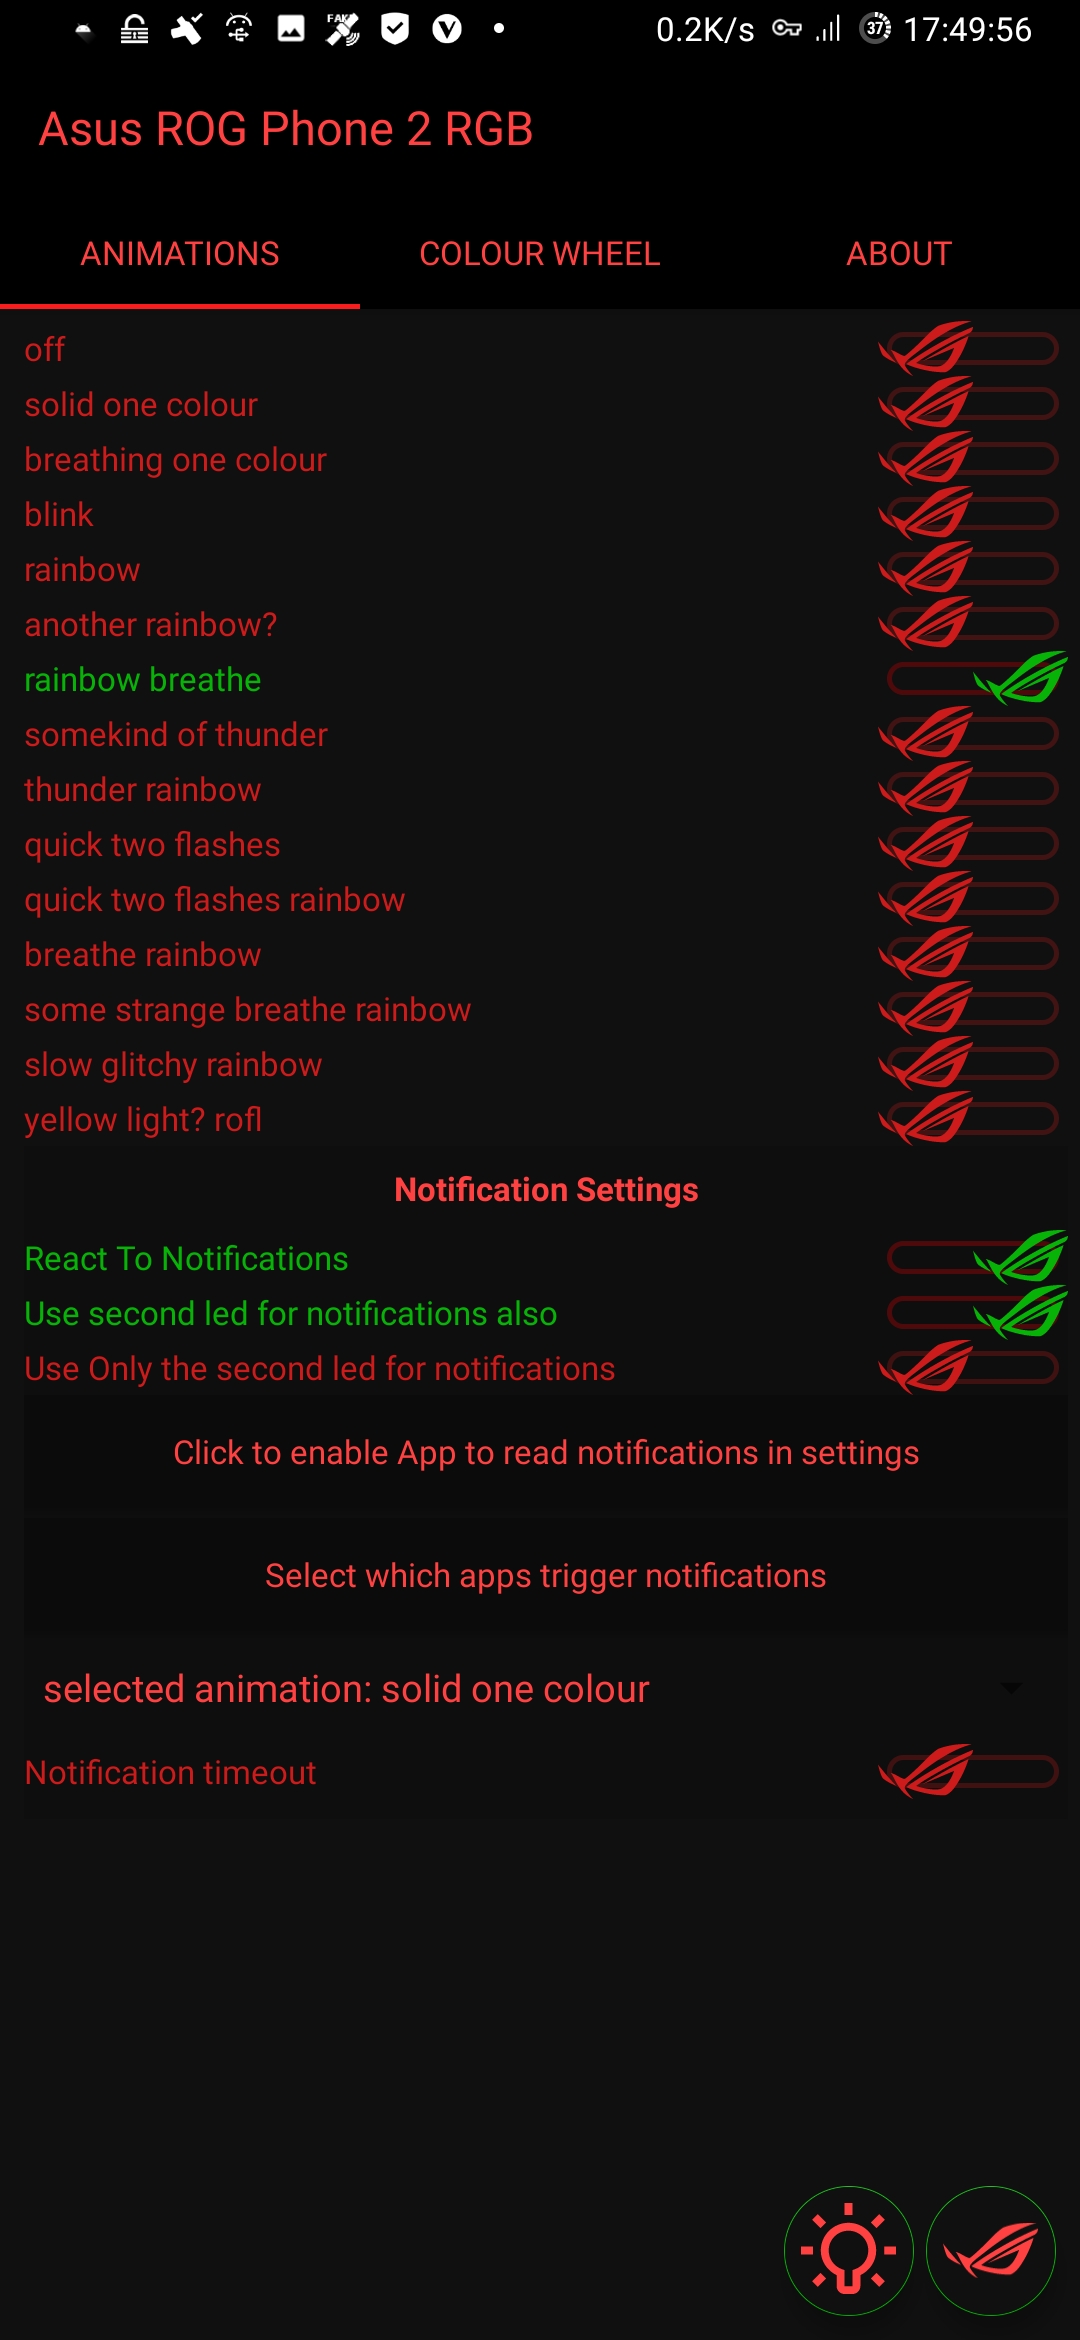 FAKE
0.2K/s
37
17:49:56
Asus ROG Phone 2 RGB
ANIMATIONS
COLOUR WHEEL
ABOUT
off
solid one colour
breathing one colour
blink
rainbow
another rainbow?
rainbow breathe
somekind of thunder
thunder rainbow
quick two flashes
quick two flashes rainbow
breathe rainbow
some strange breathe rainbow
slow glitchy rainbow
yellow light? rofl
Notification Settings
React To Notifications
Use second led for notifications also
Use Only the second led for notifications
Click to enable App to read notifications in settings
Select which apps trigger notifications
selected animation: solid one colour
Notification timeout